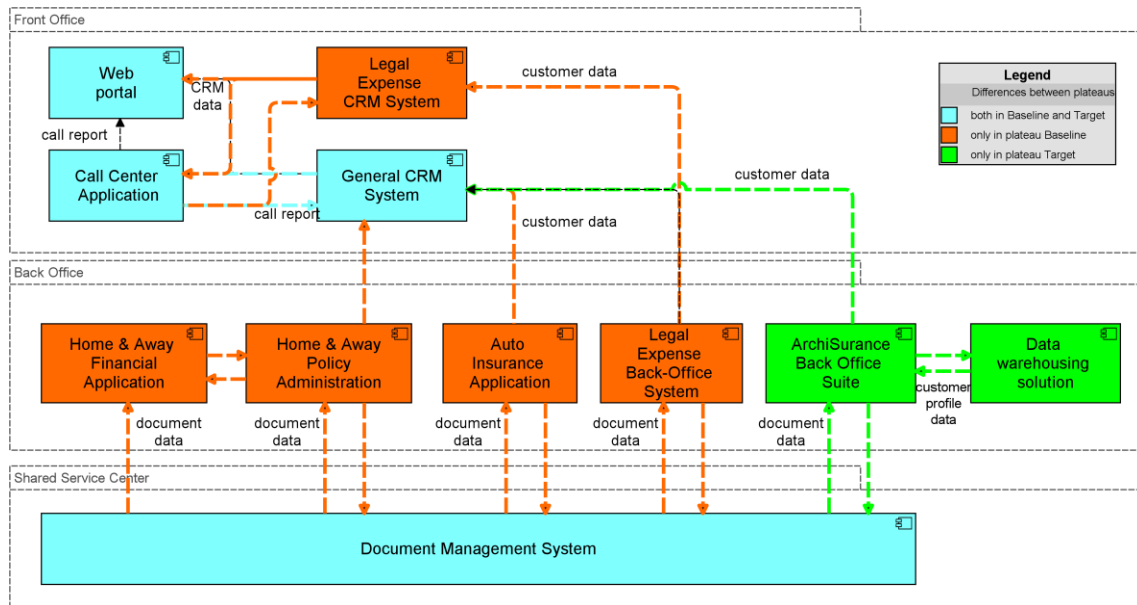 Front Office
Web
portal
Legal
Expense
CRM System
CRM
data
customer data
Legend
Differences between plateaus
both in Baseline and Target
only in plateau Baseline
only in plateau Target
call report
Call Center
Application
General CRM
System
call report
customer data
customer data
Back Office
Home & Away
Financial
Application
Home & Away
Policy
Administration
Auto
Insurance
Application
Legal
Expense
Back-Office
System
ArchiSurance
Back Office
Suite
Data
warehousing
solution
customer
profile
data
document
data
document
data
document
data
document
data
document
data
Shared Service Center
Document Management System